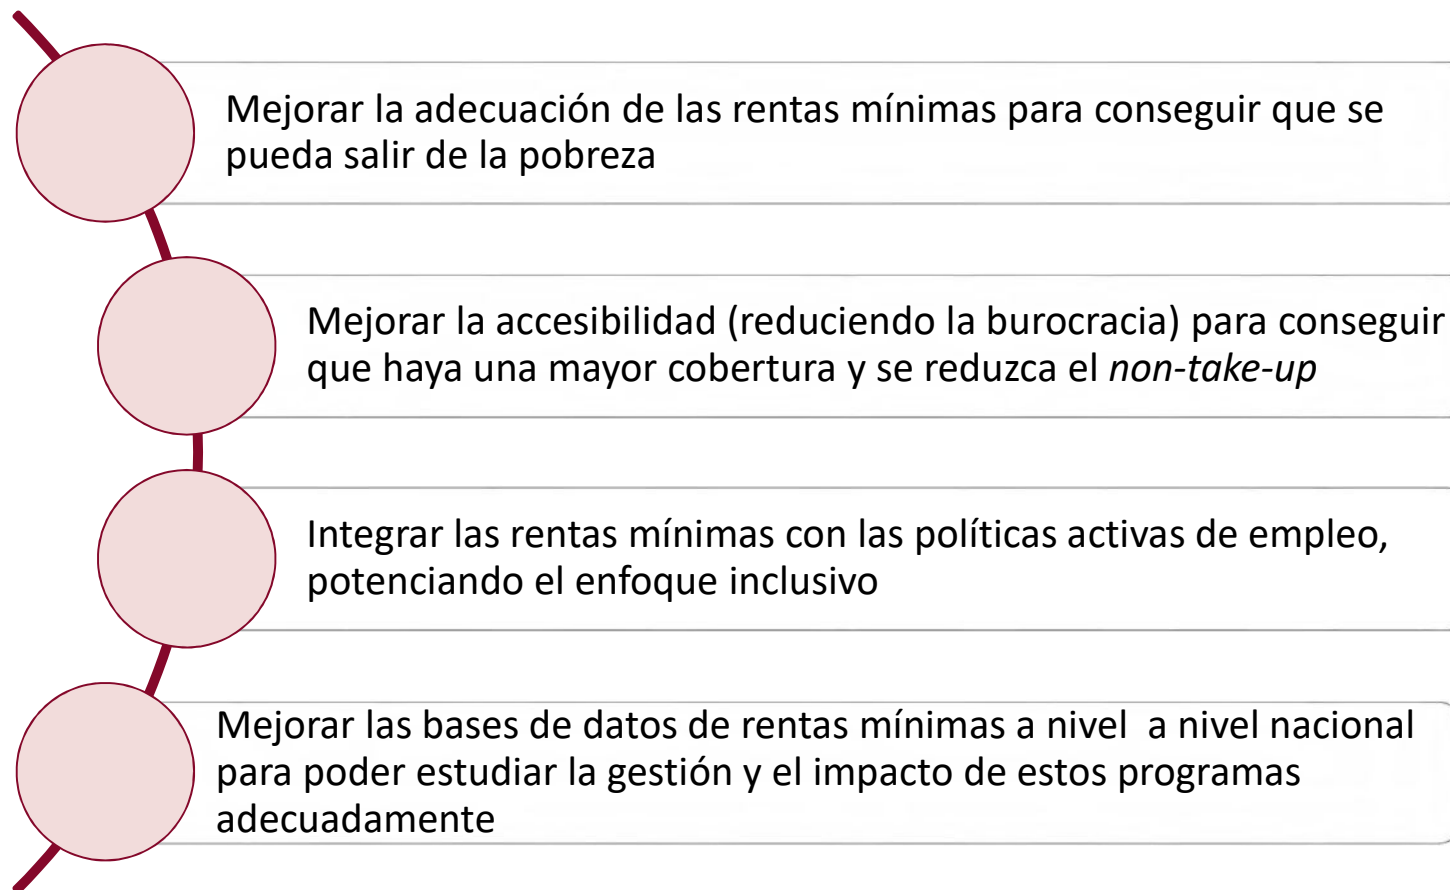 Mejorar la adecuación de las rentas mínimas para conseguir que se
pueda salir de la pobreza
Mejorar la accesibilidad (reduciendo la burocracia) para conseguir
que haya una mayor cobertura y se reduzca el non-take-up
Integrar las rentas mínimas con las políticas activas de empleo,
potenciando el enfoque inclusivo
Mejorar las bases de datos de rentas mínimas a nivel  a nivel nacional
para poder estudiar la gestión y el impacto de estos programas
adecuadamente